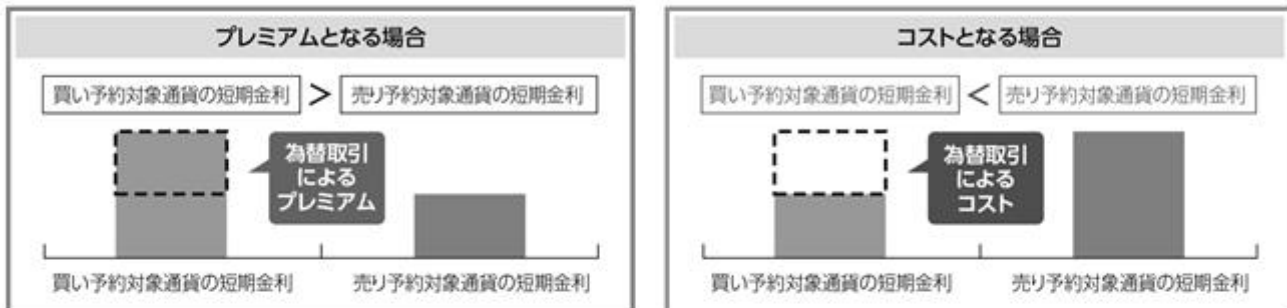 プレミアムとなる場合
買い予約対象通貨の短期金利 > 売り予約対象通貨の短期金利
為替取引
による
プレミアム
買い予約対象通貨の短期金利 売り予約対象通貨の短期金利
コストとなる場合
買い予約対象通貨の短期金利 < 売り予約対象通貨の短期金利
為替取引
による
コスト
買い予約対象通貨の短期金利 売り予約対象通貨の短期金利